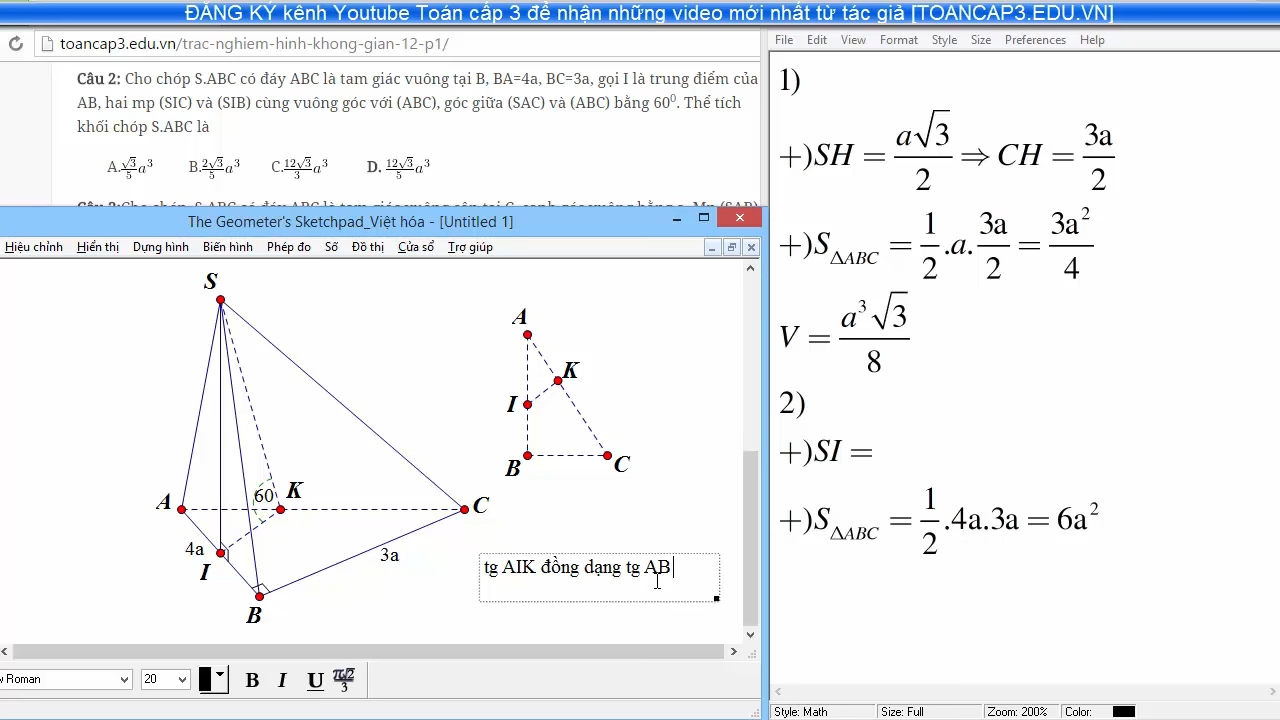 ĐĂNG KÝ kênh Youtube Toán cấp 3 để nhận những video mới nhất từ tác giả [TOANCAP3.EDU.VN]
toancap3.edu.vn/trac-nghiem-hinh-khong-gian-12-p1/
Câu 2: Cho chóp S.ABC có đáy ABC là tam giác vuông tại B, BA=4a, BC=3a, gọi I là trung điểm của
AB, hai mp (SIC) và (SIB) cùng vuông góc với (ABC), góc giữa (SAC) và (ABC) bằng 60⁰. Thể tích
khối chóp S.ABC là
A. √3/5 a³ B. 2√3/5 a³ C. 12√3/3 a³ D. 12√3/5 a³
The Geometer's Sketchpad_Việt hóa - [Untitled 1]
Hiệu chỉnh Hiển thị Dựng hình Biến hình Phép đo Số Đồ thị Cửa sổ Trợ giúp
S
A
K
I
B
C
60
K
A
C
4a
3a
I
B
tg AIK đồng dạng tg AB
w Roman 20 B I U π√2/3
File Edit View Format Style Size Preferences Help
1)
+)SH = a√3/2 ⇒ CH = 3a/2
+)S△ABC = 1/2 .a. 3a/2 = 3a²/4
V = a³√3/8
2)
+)SI =
+)S△ABC = 1/2 .4a.3a = 6a²
Style: Math Size: Full Zoom: 200% Color: